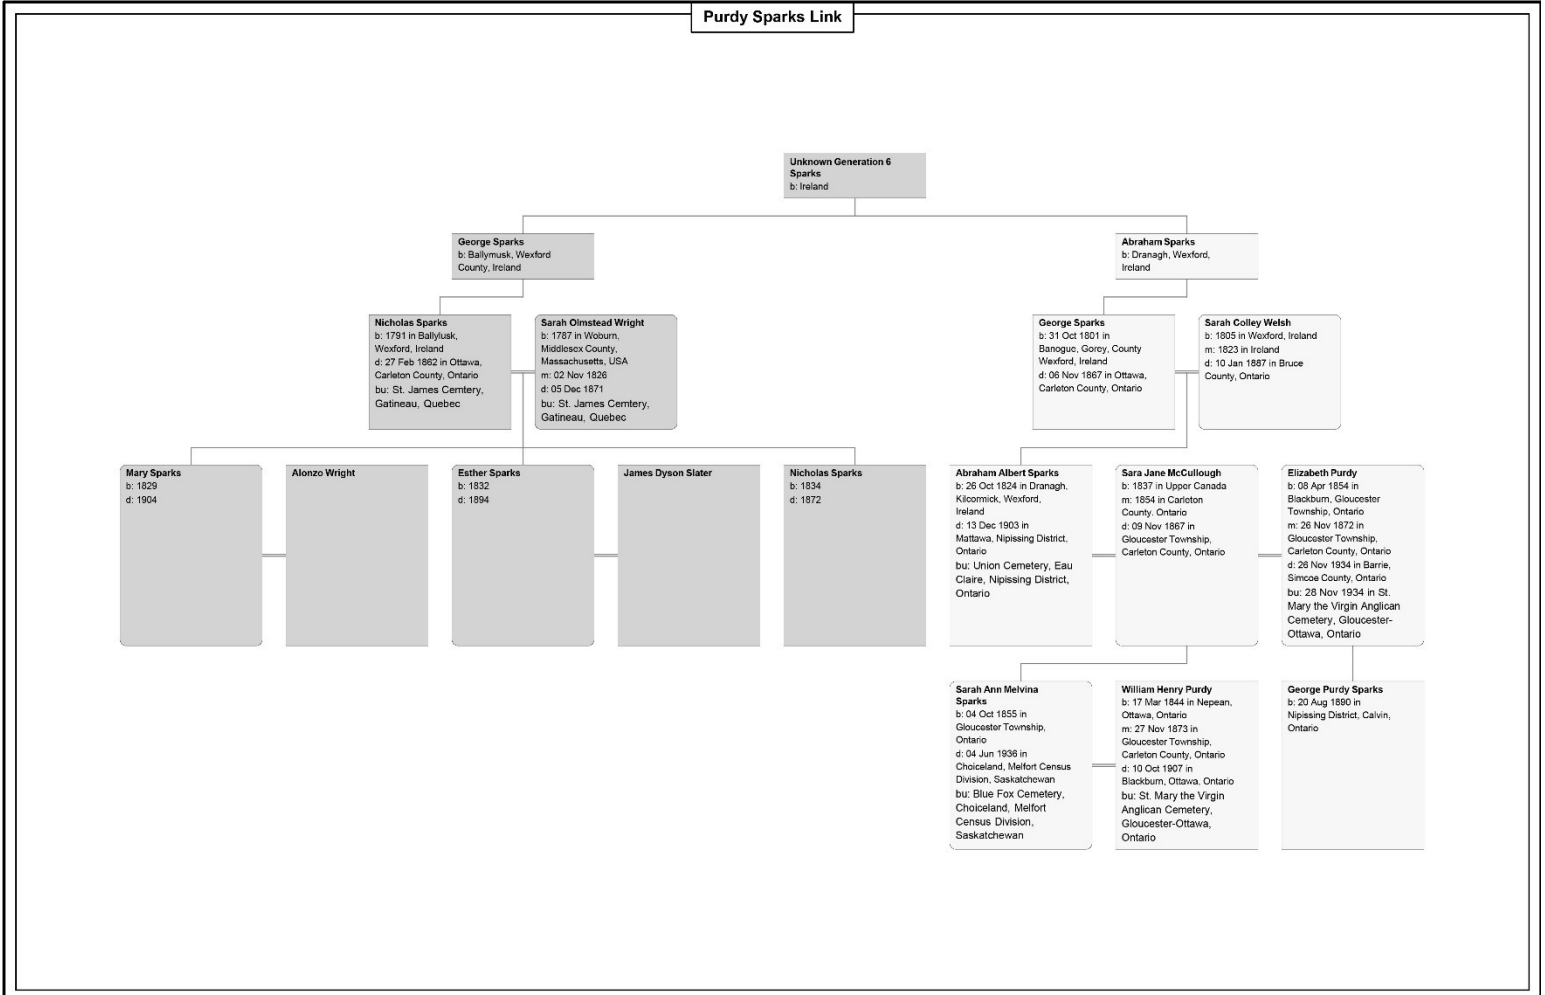 Purdy Sparks Link
Unknown Generation 6
Sparks
b: Ireland
George Sparks
b: Ballymusk, Wexford
County, Ireland
Abraham Sparks
b: Dranagh, Wexford,
Ireland
Nicholas Sparks
b: 1791 in Ballylusk,
Wexford, Ireland
d: 27 Feb 1862 in Ottawa,
Carleton County, Ontario
bu: St. James Cemtery,
Gatineau, Quebec
Sarah Olmstead Wright
b: 1787 in Woburn,
Middlesex County,
Massachusetts, USA
m: 02 Nov 1826
d: 05 Dec 1871
bu: St. James Cemtery,
Gatineau, Quebec
George Sparks
b: 31 Oct 1801 in
Banogue, Gorey, County
Wexford, Ireland
d: 06 Nov 1867 in Ottawa,
Carleton County, Ontario
Sarah Colley Welsh
b: 1805 in Wexford, Ireland
m: 1823 in Ireland
d: 10 Jan 1887 in Bruce
County, Ontario
Mary Sparks
b: 1829
d: 1904
Alonzo Wright
Esther Sparks
b: 1832
d: 1894
James Dyson Slater
Nicholas Sparks
b: 1834
d: 1872
Abraham Albert Sparks
b: 26 Oct 1824 in Dranagh,
Kilcormick, Wexford,
Ireland
d: 13 Dec 1903 in
Mattawa, Nipissing District,
Ontario
bu: Union Cemetery, Eau
Claire, Nipissing District,
Ontario
Sara Jane McCullough
b: 1837 in Upper Canada
m: 1854 in Carleton
County. Ontario
d: 09 Nov 1867 in
Gloucester Township,
Carleton County, Ontario
Elizabeth Purdy
b: 08 Apr 1854 in
Blackburn, Gloucester
Township, Ontario
m: 26 Nov 1872 in
Gloucester Township,
Carleton County, Ontario
d: 26 Nov 1934 in Barrie,
Simcoe County, Ontario
bu: 28 Nov 1934 in St.
Mary the Virgin Anglican
Cemetery, Gloucester-
Ottawa, Ontario
Sarah Ann Melvina
Sparks
b: 04 Oct 1855 in
Gloucester Township,
Ontario
d: 04 Jun 1936 in
Choiceland, Melfort Census
Division, Saskatchewan
bu: Blue Fox Cemetery,
Choiceland, Melfort
Census Division,
Saskatchewan
William Henry Purdy
b: 17 Mar 1844 in Nepean,
Ottawa, Ontario
m: 27 Nov 1873 in
Gloucester Township,
Carleton County, Ontario
d: 10 Oct 1907 in
Blackburn, Ottawa, Ontario
bu: St. Mary the Virgin
Anglican Cemetery,
Gloucester-Ottawa,
Ontario
George Purdy Sparks
b: 20 Aug 1890 in
Nipissing District, Calvin,
Ontario